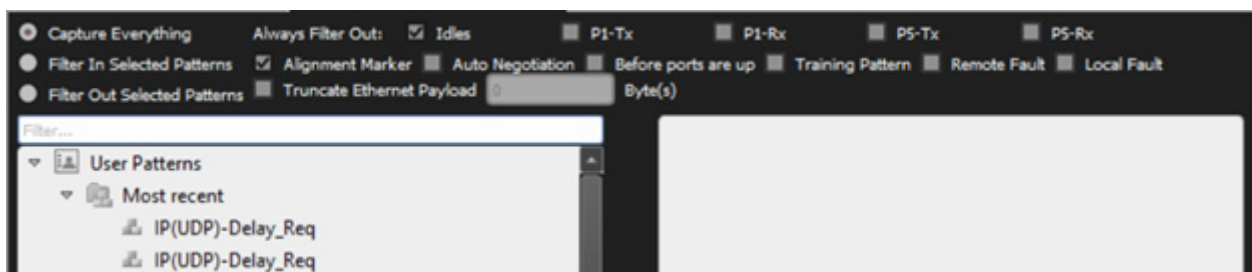 Capture Everything Always Filter Out: Idles P1-Tx P1-Rx P5-Tx P5-Rx
Filter In Selected Patterns Alignment Marker Auto Negotiation Before ports are up Training Pattern Remote Fault Local Fault
Filter Out Selected Patterns Truncate Ethernet Payload 0 Byte(s)
Filter...
User Patterns
Most recent
IP(UDP)-Delay_Req
IP(UDP)-Delay_Req